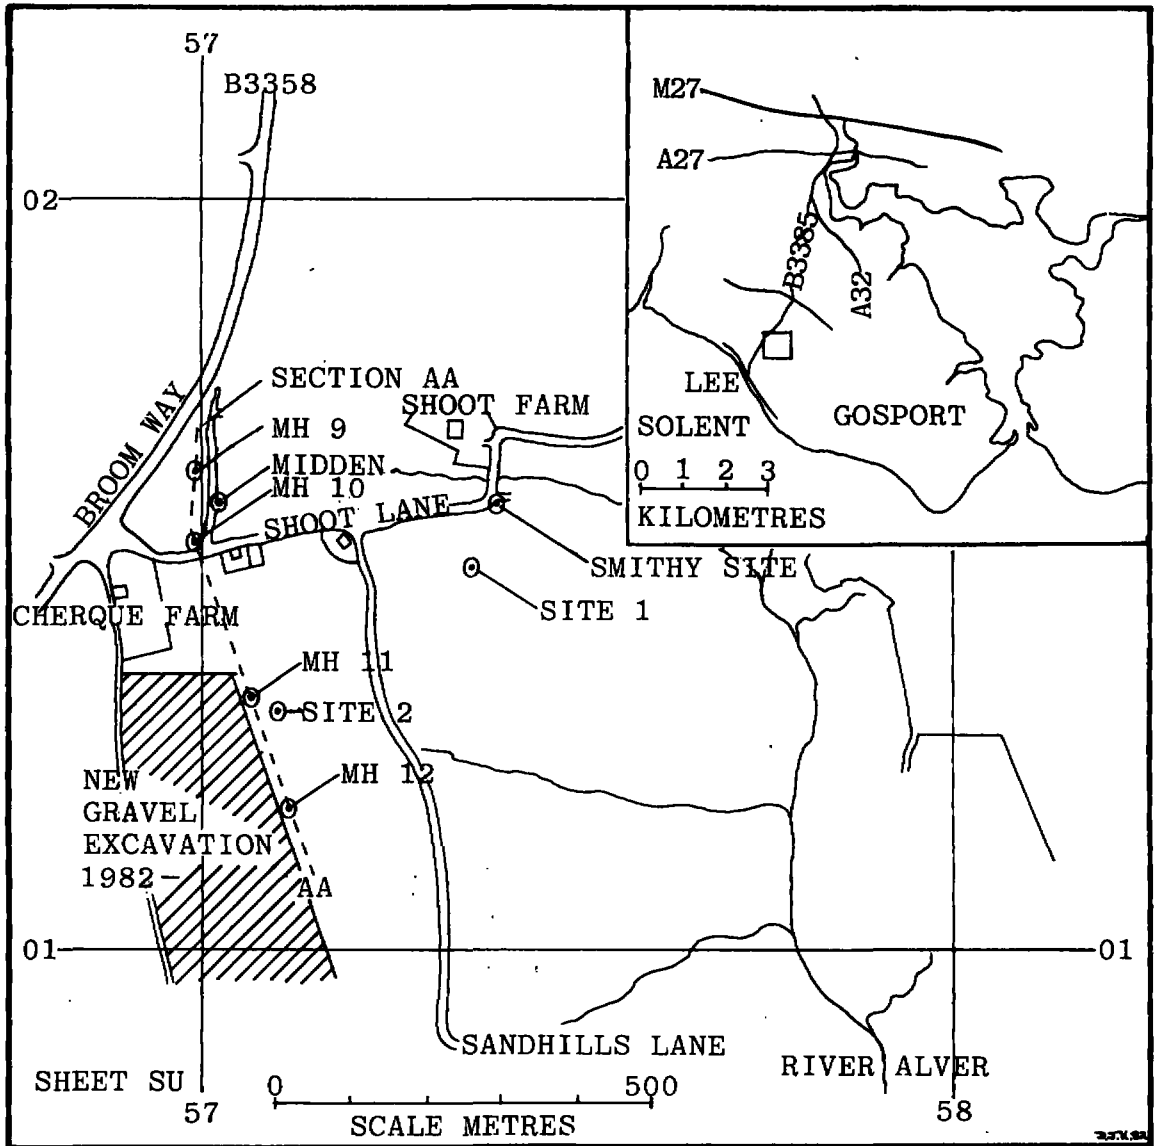 57
B3358
02
SECTION AA
SHOOT FARM
MH 9
MIDDEN
MH 10
BROOM WAY
SHOOT LANE
SMITHY SITE
SITE 1
CHERQUE FARM
MH 11
SITE 2
MH 12
NEW
GRAVEL
EXCAVATION
1982-
AA
01
01
SANDHILLS LANE
RIVER ALVER
SHEET SU
57
0 500
SCALE METRES
58
M27
A27
B3385
A32
LEE
SOLENT
GOSPORT
0 1 2 3
KILOMETRES